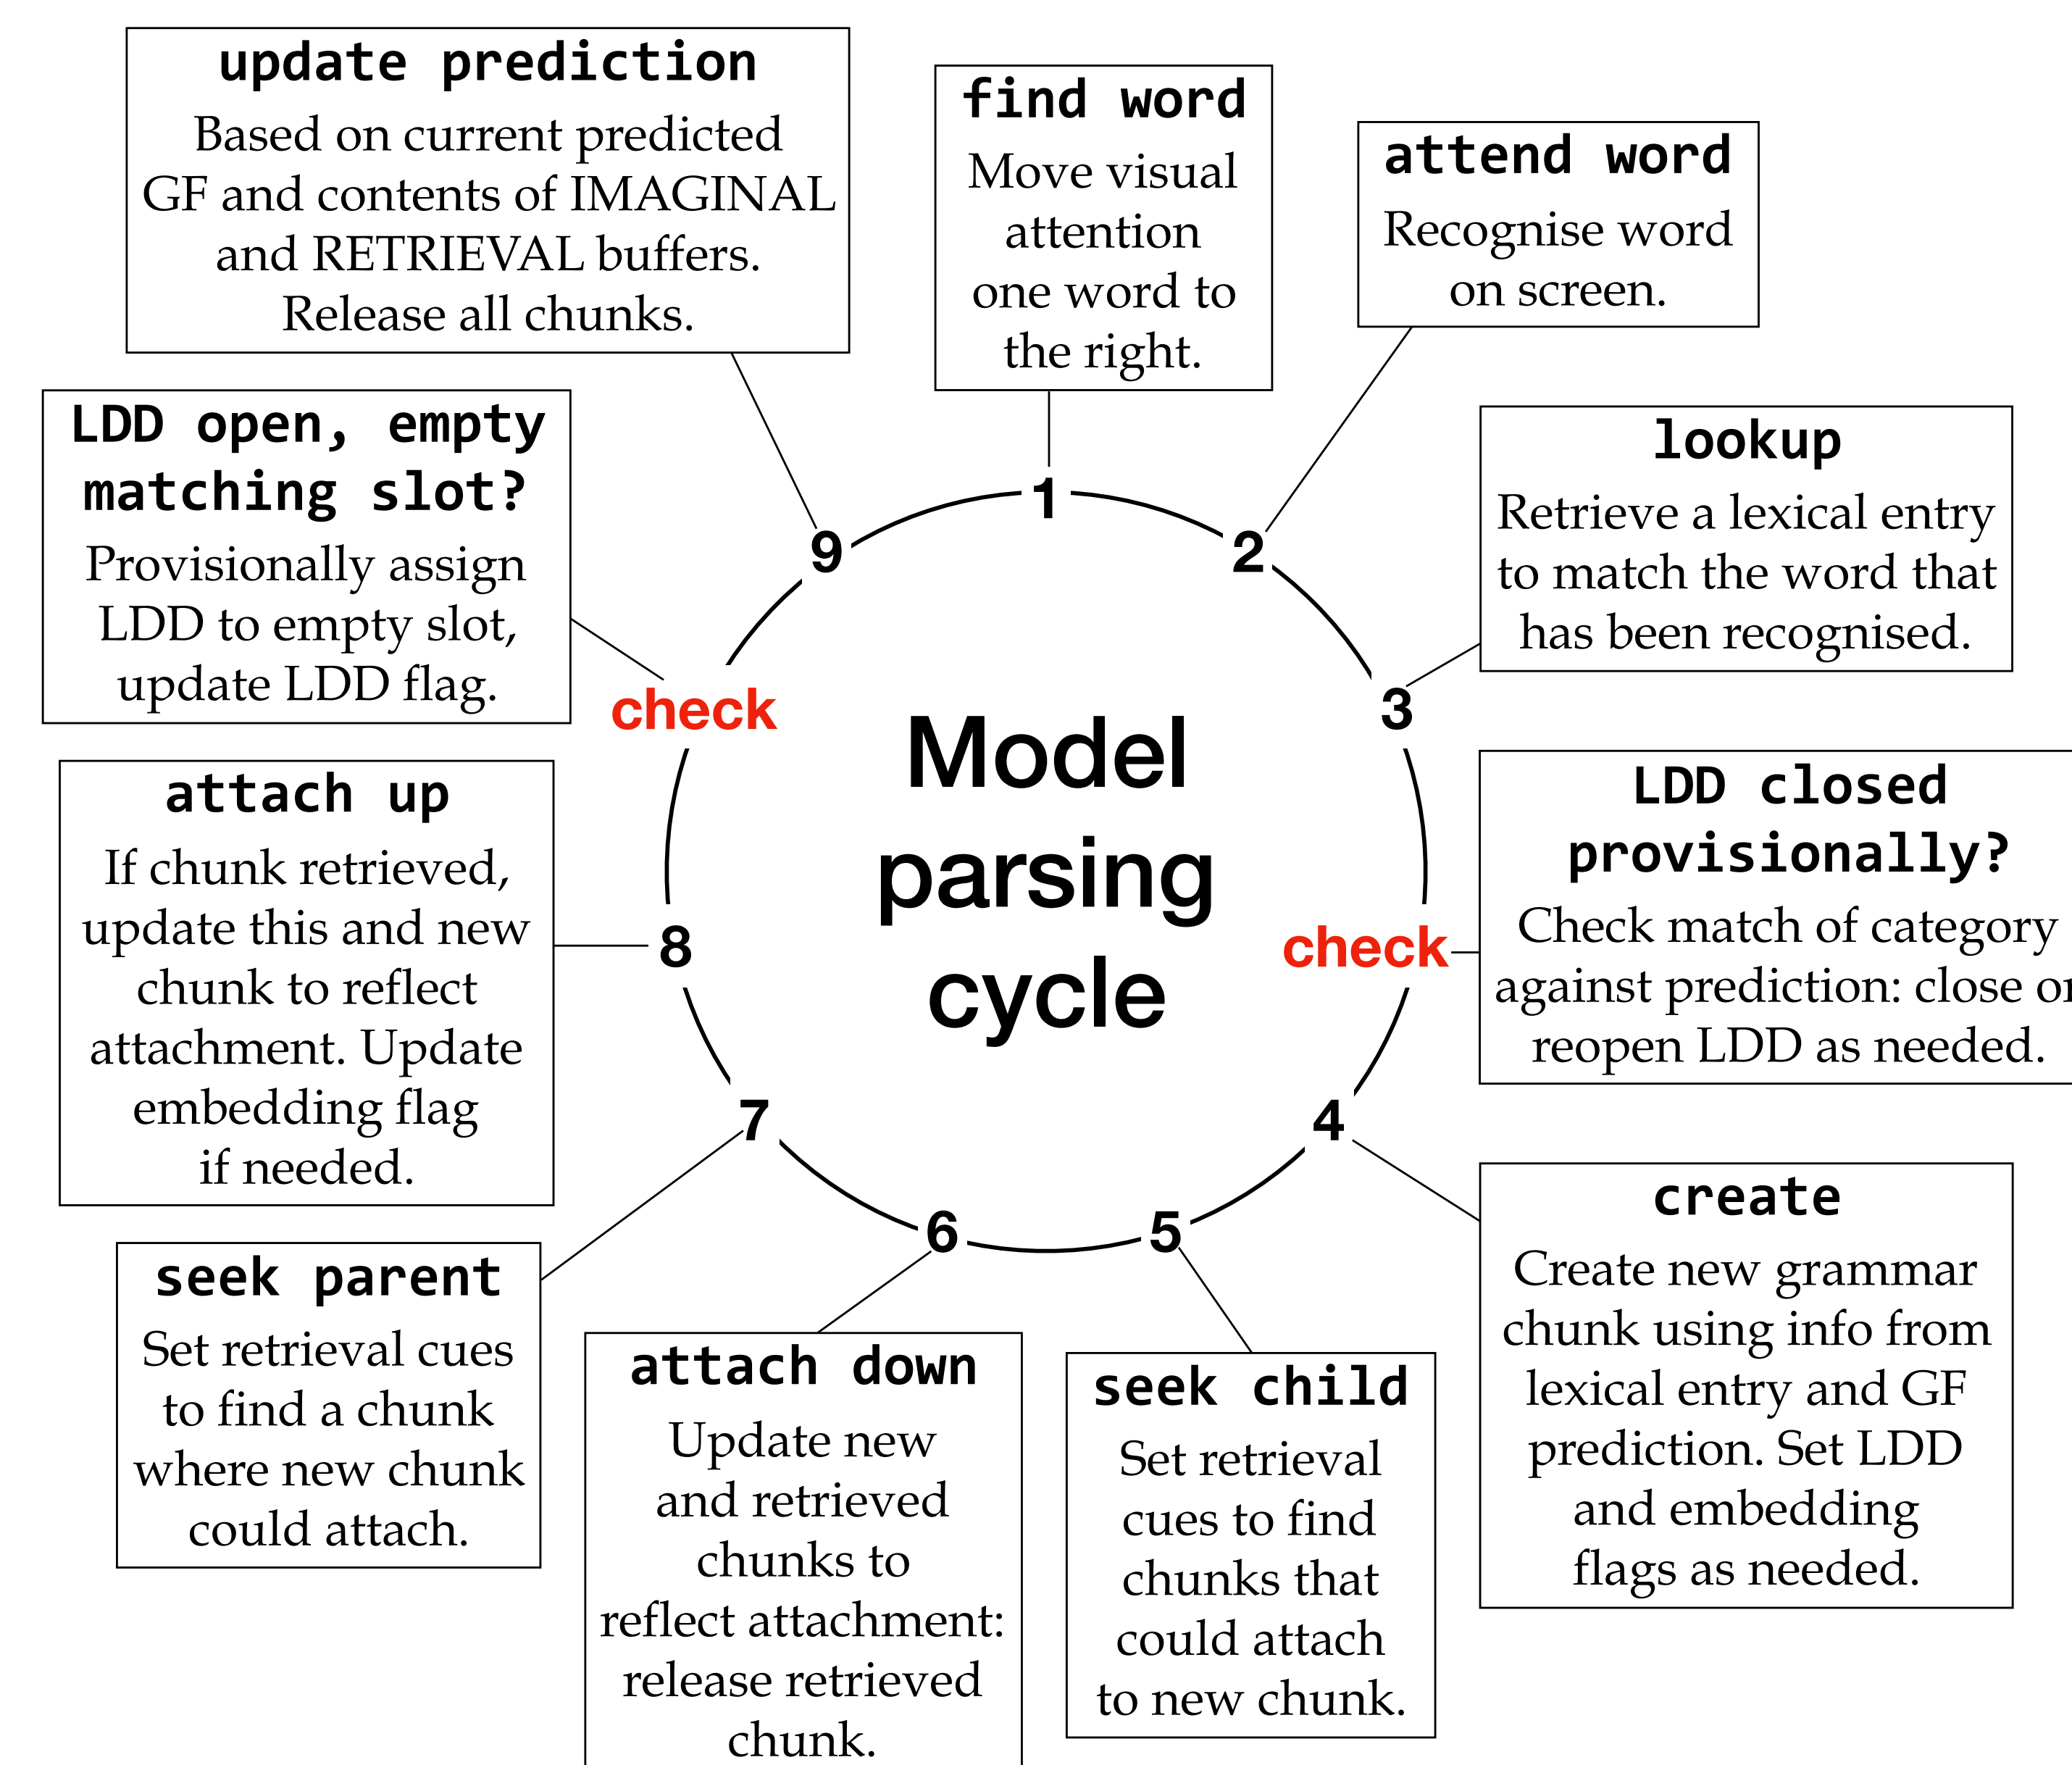 update prediction
Based on current predicted
GF and contents of IMAGINAL
and RETRIEVAL buffers.
Release all chunks.
find word
Move visual
attention
one word to
the right.
attend word
Recognise word
on screen.
lookup
Retrieve a lexical entry
to match the word that
has been recognised.
LDD closed
provisionally?
Check match of category
against prediction: close or
reopen LDD as needed.
create
Create new grammar
chunk using info from
lexical entry and GF
prediction. Set LDD
and embedding
flags as needed.
seek child
Set retrieval
cues to find
chunks that
could attach
to new chunk.
attach down
Update new
and retrieved
chunks to
reflect attachment:
release retrieved
chunk.
seek parent
Set retrieval cues
to find a chunk
where new chunk
could attach.
attach up
If chunk retrieved,
update this and new
chunk to reflect
attachment. Update
embedding flag
if needed.
LDD open, empty
matching slot?
Provisionally assign
LDD to empty slot,
update LDD flag.
1
2
3
check
4
5
6
7
8
check
9
Model
parsing
cycle